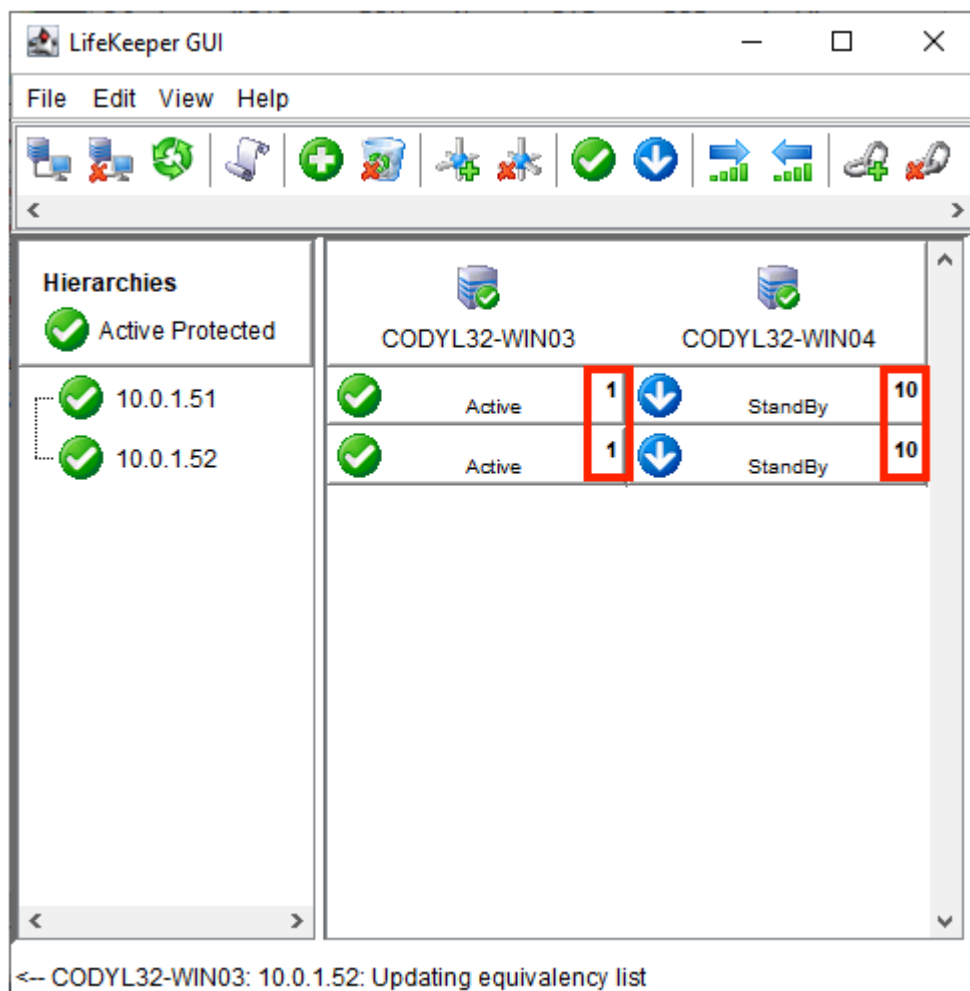 LifeKeeper GUI
File Edit View Help
Hierarchies
Active Protected
CODYL32-WIN03 CODYL32-WIN04
10.0.1.51 Active 1 StandBy 10
10.0.1.52 Active 1 StandBy 10
<-- CODYL32-WIN03: 10.0.1.52: Updating equivalency list